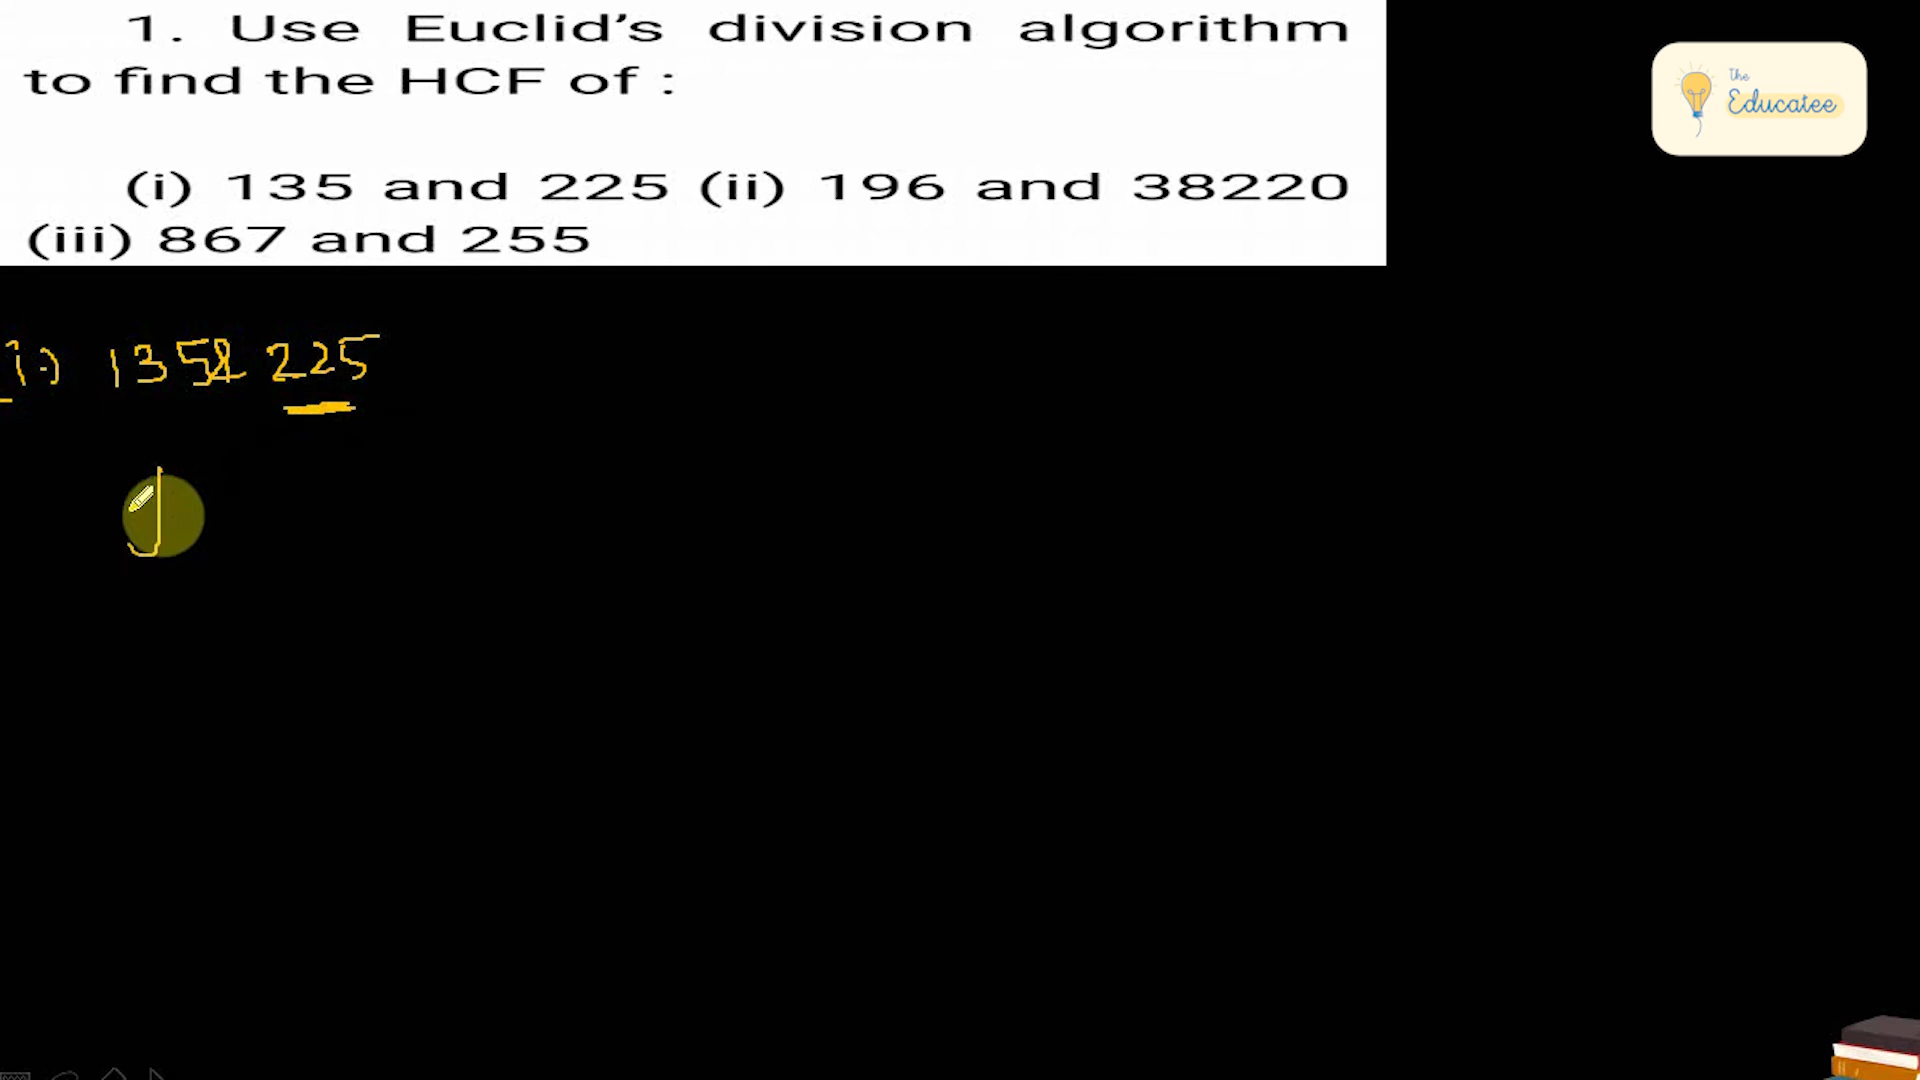 1. Use Euclid’s division algorithm
to find the HCF of :
(i) 135 and 225 (ii) 196 and 38220
(iii) 867 and 255
The
Educatee
i) 135 & 225